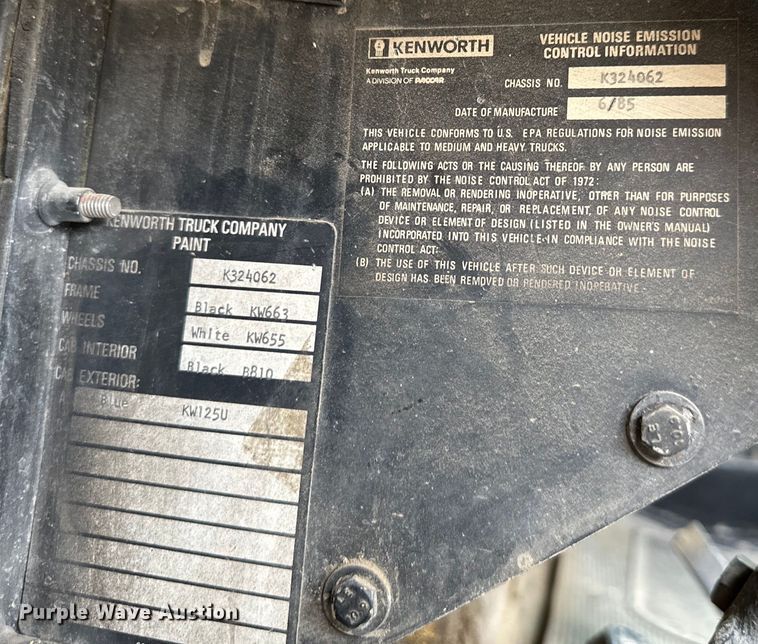 KENWORTH
VEHICLE NOISE EMISSION
CONTROL INFORMATION
Kenworth Truck Company
A DIVISION OF PACCAR
CHASSIS NO. K324062
DATE OF MANUFACTURE 6/85
THIS VEHICLE CONFORMS TO U.S. EPA REGULATIONS FOR NOISE EMISSION
APPLICABLE TO MEDIUM AND HEAVY TRUCKS.
THE FOLLOWING ACTS OR THE CAUSING THEREOF BY ANY PERSON ARE
PROHIBITED BY THE NOISE CONTROL ACT OF 1972:
(A) THE REMOVAL OR RENDERING INOPERATIVE, OTHER THAN FOR PURPOSES
OF MAINTENANCE, REPAIR, OR REPLACEMENT, OF ANY NOISE CONTROL
DEVICE OR ELEMENT OF DESIGN (LISTED IN THE OWNER'S MANUAL)
INCORPORATED INTO THIS VEHICLE IN COMPLIANCE WITH THE NOISE
CONTROL ACT.
(B) THE USE OF THIS VEHICLE AFTER SUCH DEVICE OR ELEMENT OF
DESIGN HAS BEEN REMOVED OR RENDERED INOPERATIVE.
KENWORTH TRUCK COMPANY
PAINT
CHASSIS NO. K324062
FRAME Black KW663
WHEELS White KW655
CAB INTERIOR Black BB10
CAB EXTERIOR:
Blue KW125U
Purple Wave Auction